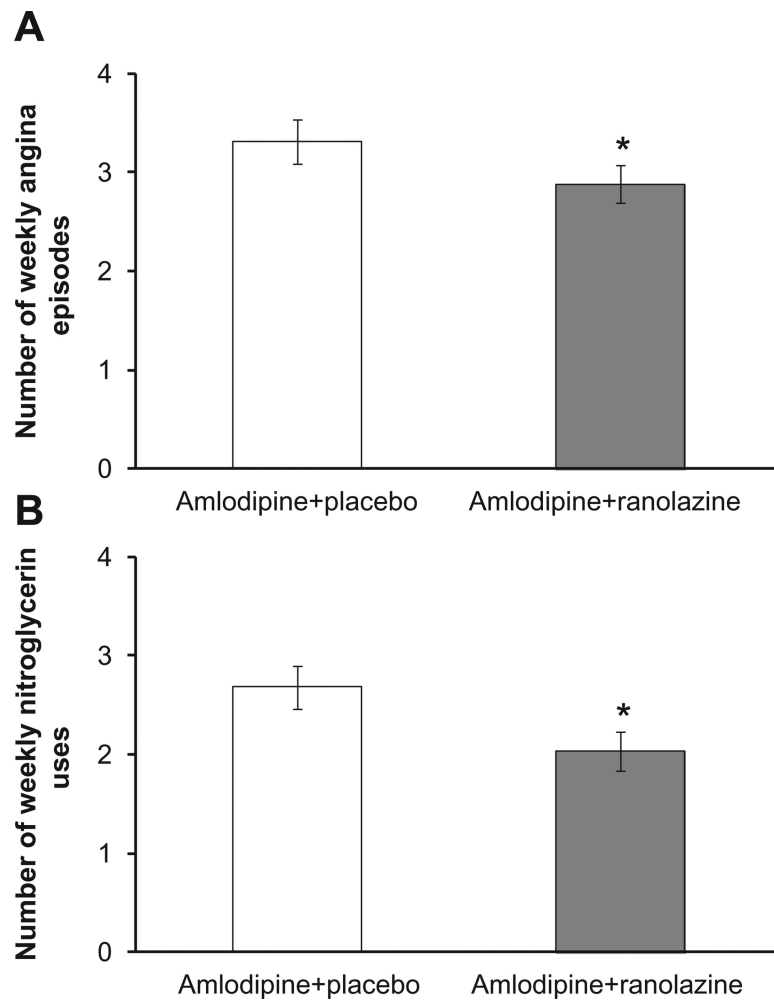 A
Number of weekly angina
episodes
4
3
2
1
0
*
Amlodipine+placebo
Amlodipine+ranolazine
B
Number of weekly nitroglycerin
uses
4
3
2
1
0
*
Amlodipine+placebo
Amlodipine+ranolazine